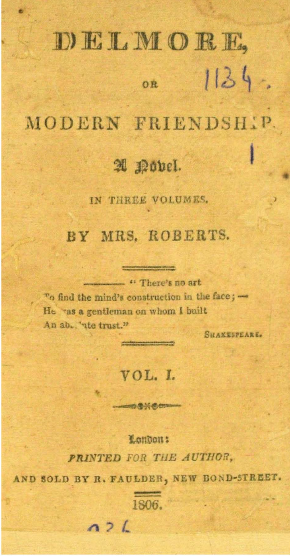 DELMORE,
1134.
OR
MODERN FRIENDSHIP
1
A Novel.
IN THREE VOLUMES.
BY MRS. ROBERTS.
" There's no art
To find the mind's construction in the face; —
He was a gentleman on whom I built
An trust."
SHAKESPEARE.
VOL. I.
London:
PRINTED FOR THE AUTHOR,
AND SOLD BY R. FAULDER, NEW BOND-STREET.
1806.